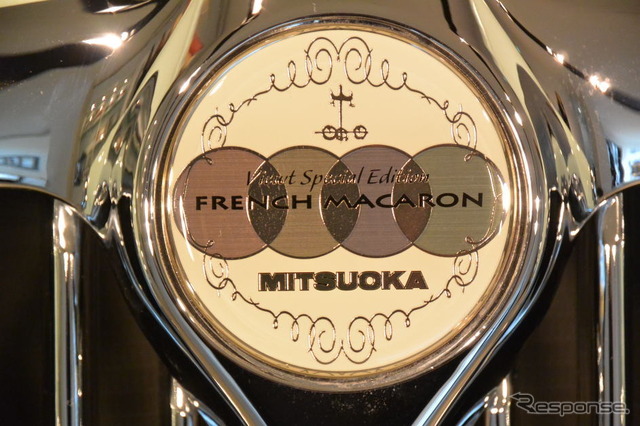 Viewt Special Edition
FRENCH MACARON
MITSUOKA
Response.